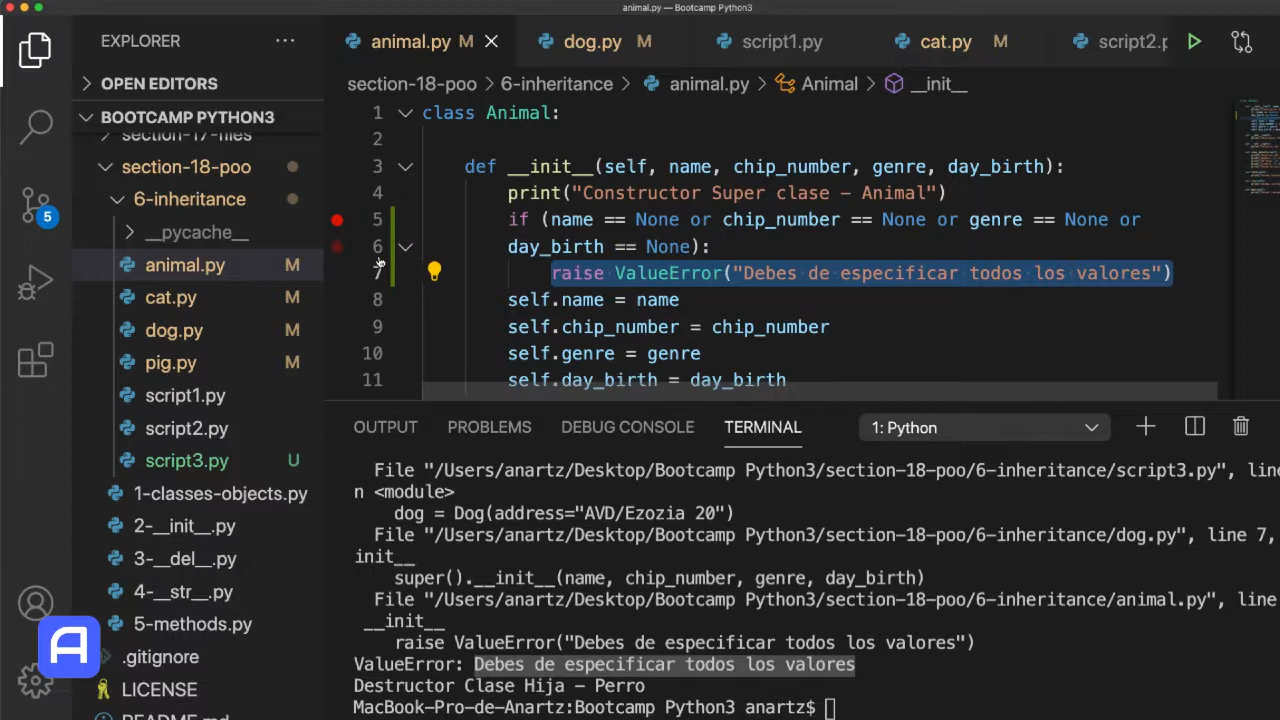 animal.py — Bootcamp Python3
EXPLORER
animal.py M
dog.py M
script1.py
cat.py M
script2.p
OPEN EDITORS
section-18-poo > 6-inheritance > animal.py > Animal > __init__
BOOTCAMP PYTHON3
section-17-files
section-18-poo
6-inheritance
__pycache__
animal.py M
cat.py M
dog.py M
pig.py M
script1.py
script2.py
script3.py U
1-classes-objects.py
2-__init__.py
3-__del__.py
4-__str__.py
5-methods.py
.gitignore
LICENSE
README.md
5
A
1 class Animal:
2
3 def __init__(self, name, chip_number, genre, day_birth):
4 print("Constructor Super clase – Animal")
5 if (name == None or chip_number == None or genre == None or
6 day_birth == None):
7 raise ValueError("Debes de especificar todos los valores")
8 self.name = name
9 self.chip_number = chip_number
10 self.genre = genre
11 self.day_birth = day_birth
OUTPUT PROBLEMS DEBUG CONSOLE TERMINAL 1: Python
File "/Users/anartz/Desktop/Bootcamp Python3/section-18-poo/6-inheritance/script3.py", line
n <module>
dog = Dog(address="AVD/Ezozia 20")
File "/Users/anartz/Desktop/Bootcamp Python3/section-18-poo/6-inheritance/dog.py", line 7,
init__
super().__init__(name, chip_number, genre, day_birth)
File "/Users/anartz/Desktop/Bootcamp Python3/section-18-poo/6-inheritance/animal.py", line
__init__
raise ValueError("Debes de especificar todos los valores")
ValueError: Debes de especificar todos los valores
Destructor Clase Hija – Perro
MacBook-Pro-de-Anartz:Bootcamp Python3 anartz$